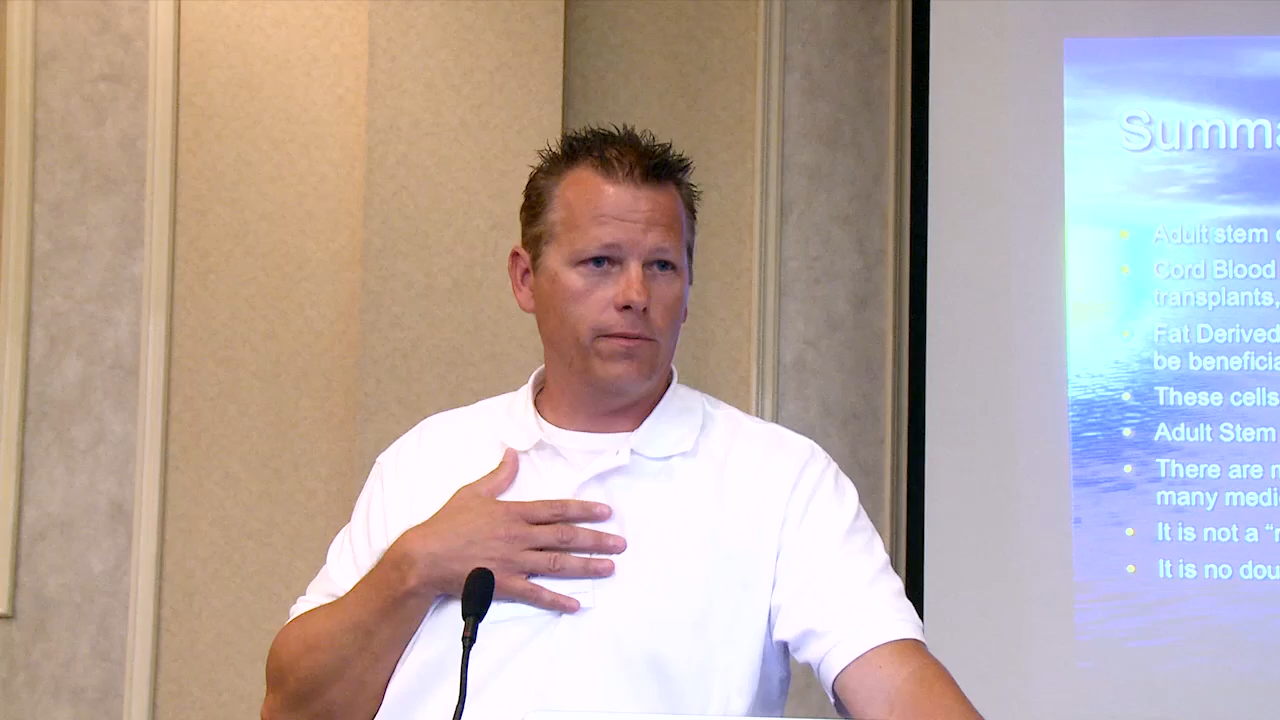 Summa
Adult stem
Cord Blood
transplants,
Fat Derived
be beneficia
These cells
Adult Stem
There are
many medi
It is not a "
It is no dou